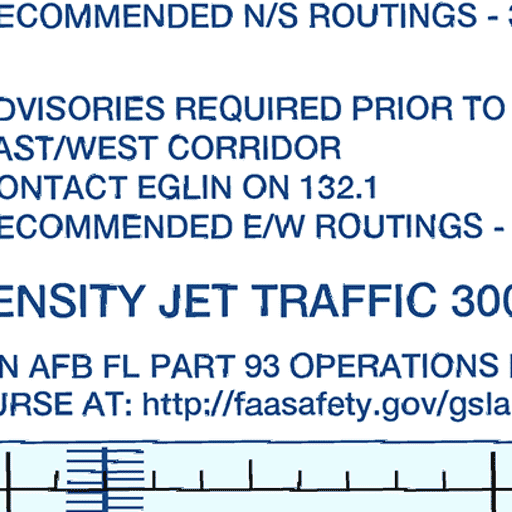 ECOMMENDED N/S ROUTINGS - 3
DVISORIES REQUIRED PRIOR TO
AST/WEST CORRIDOR
ONTACT EGLIN ON 132.1
ECOMMENDED E/W ROUTINGS -
ENSITY JET TRAFFIC 300
N AFB FL PART 93 OPERATIONS
URSE AT: http://faasafety.gov/gsla